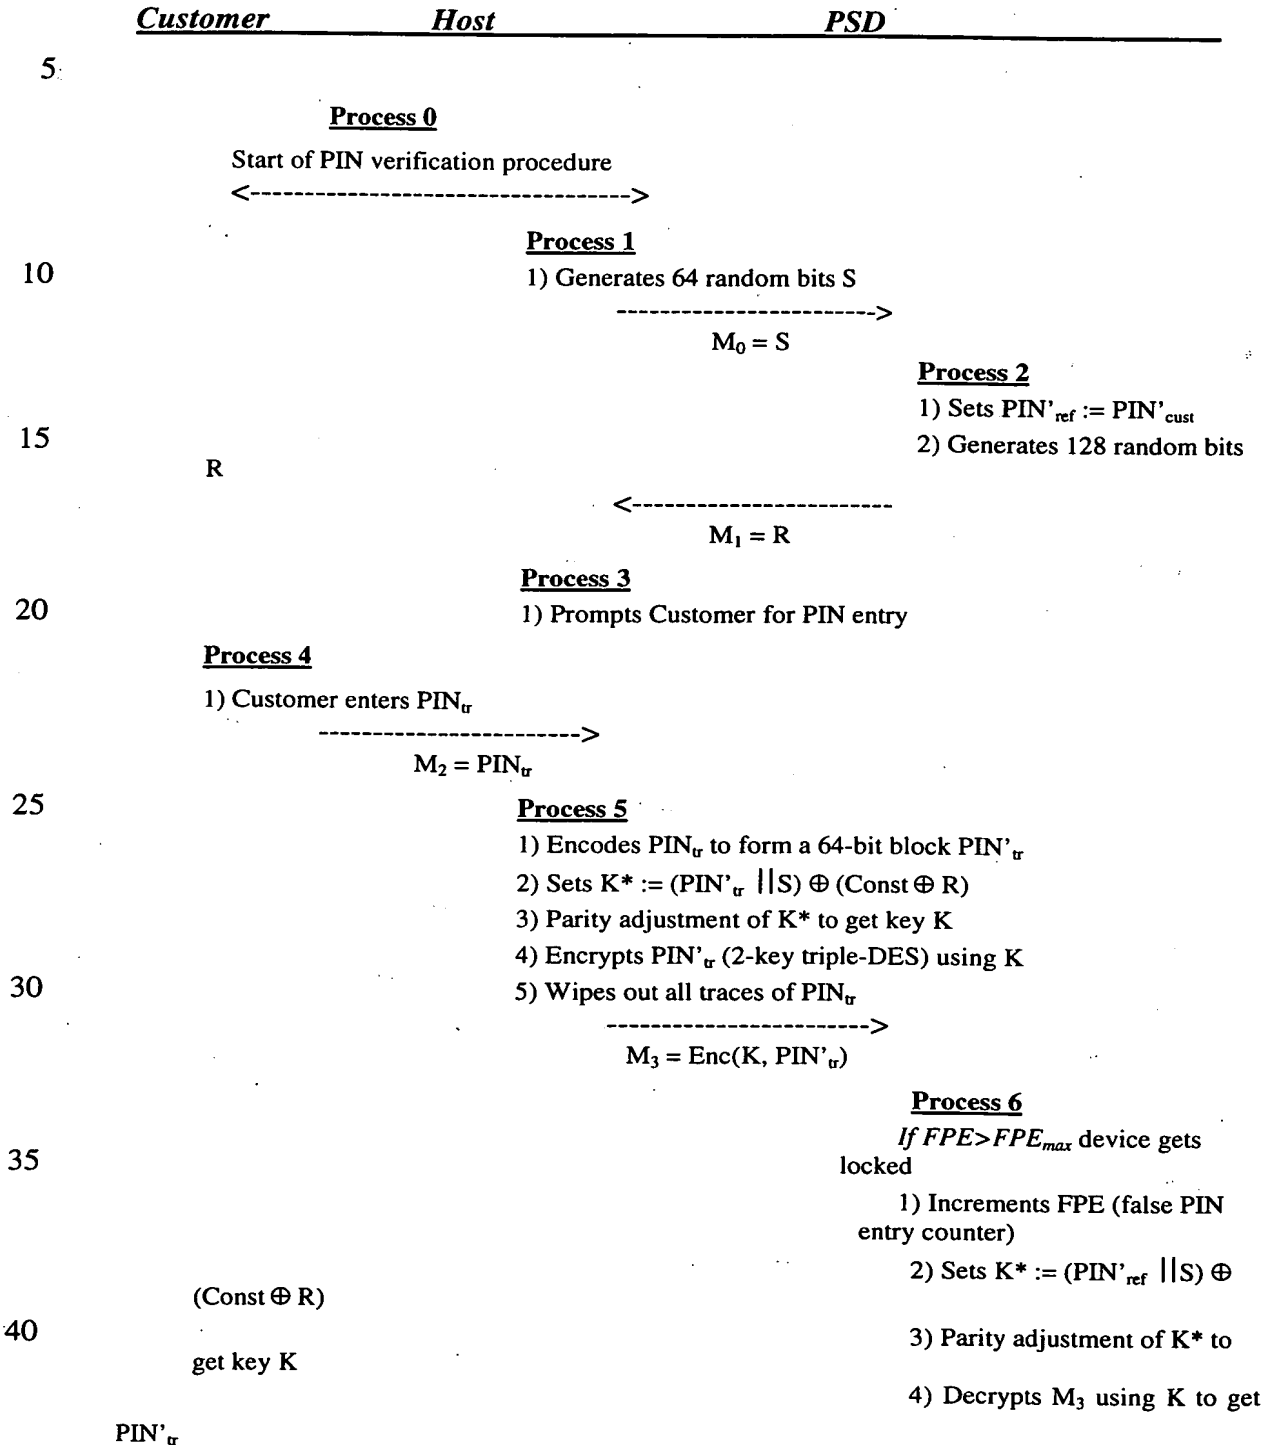 Customer Host PSD
5
Process 0
Start of PIN verification procedure
<----------------------------------->
Process 1
10 1) Generates 64 random bits S
------------------------>
M₀ = S
Process 2
1) Sets PIN'ref := PIN'cust
15 2) Generates 128 random bits
R
<------------------------
M₁ = R
Process 3
20 1) Prompts Customer for PIN entry
Process 4
1) Customer enters PINtr
------------------------>
M₂ = PINtr
25 Process 5
1) Encodes PINtr to form a 64-bit block PIN'tr
2) Sets K* := (PIN'tr ||S) ⊕ (Const ⊕ R)
3) Parity adjustment of K* to get key K
4) Encrypts PIN'tr (2-key triple-DES) using K
30 5) Wipes out all traces of PINtr
------------------------>
M₃ = Enc(K, PIN'tr)
Process 6
If FPE>FPEmax device gets
35 locked
1) Increments FPE (false PIN
entry counter)
2) Sets K* := (PIN'ref ||S) ⊕
(Const ⊕ R)
40 3) Parity adjustment of K* to
get key K
4) Decrypts M₃ using K to get
PIN'tr